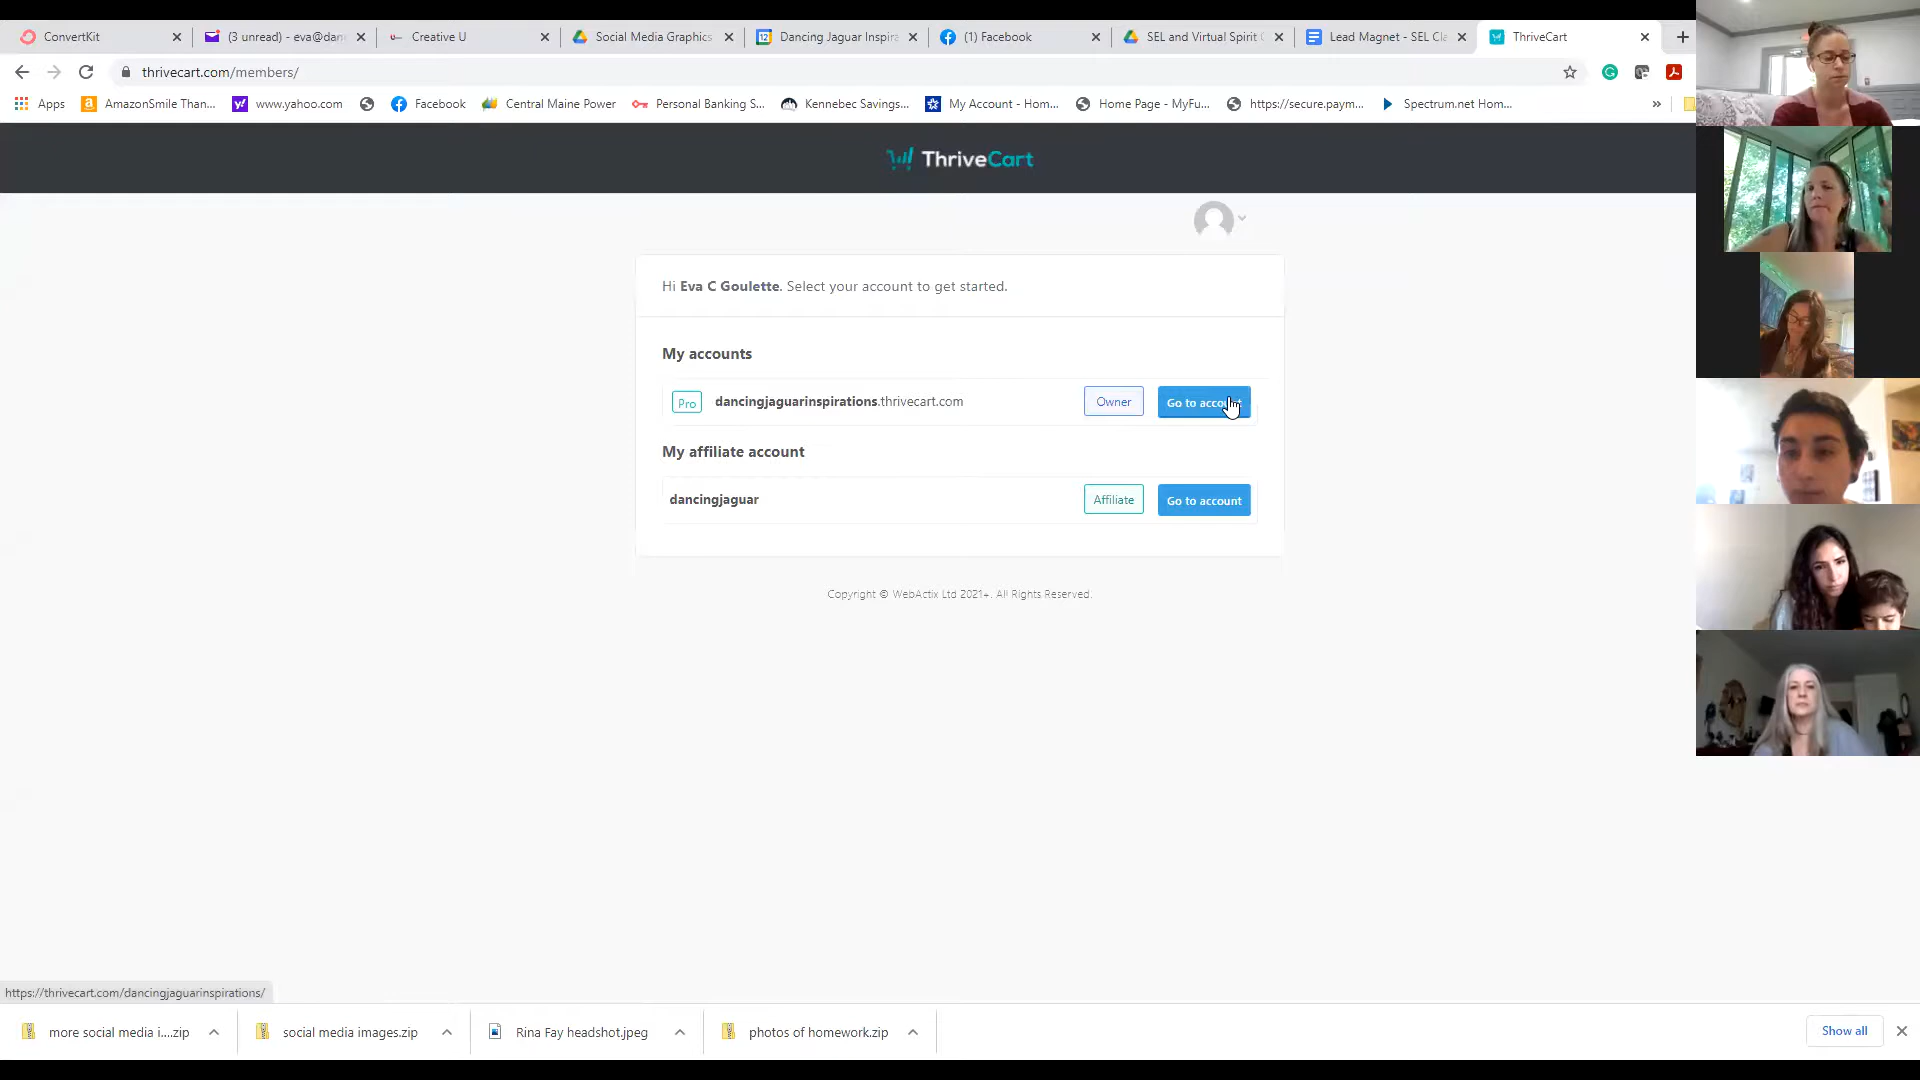 ConvertKit
(3 unread) - eva@dan
Creative U
Social Media Graphics
Dancing Jaguar Inspira
(1) Facebook
SEL and Virtual Spirit
Lead Magnet - SEL Cla
ThriveCart
thrivecart.com/members/
Apps
AmazonSmile Than...
www.yahoo.com
Facebook
Central Maine Power
Personal Banking S...
Kennebec Savings...
My Account - Hom...
Home Page - MyFu...
https://secure.paym...
Spectrum.net Hom...
»
ThriveCart
Hi Eva C Goulette. Select your account to get started.
My accounts
Pro dancingjaguarinspirations.thrivecart.com Owner Go to account
My affiliate account
dancingjaguar Affiliate Go to account
Copyright © WebActix Ltd 2021+. All Rights Reserved.
https://thrivecart.com/dancingjaguarinspirations/
more social media i....zip
social media images.zip
Rina Fay headshot.jpeg
photos of homework.zip
Show all